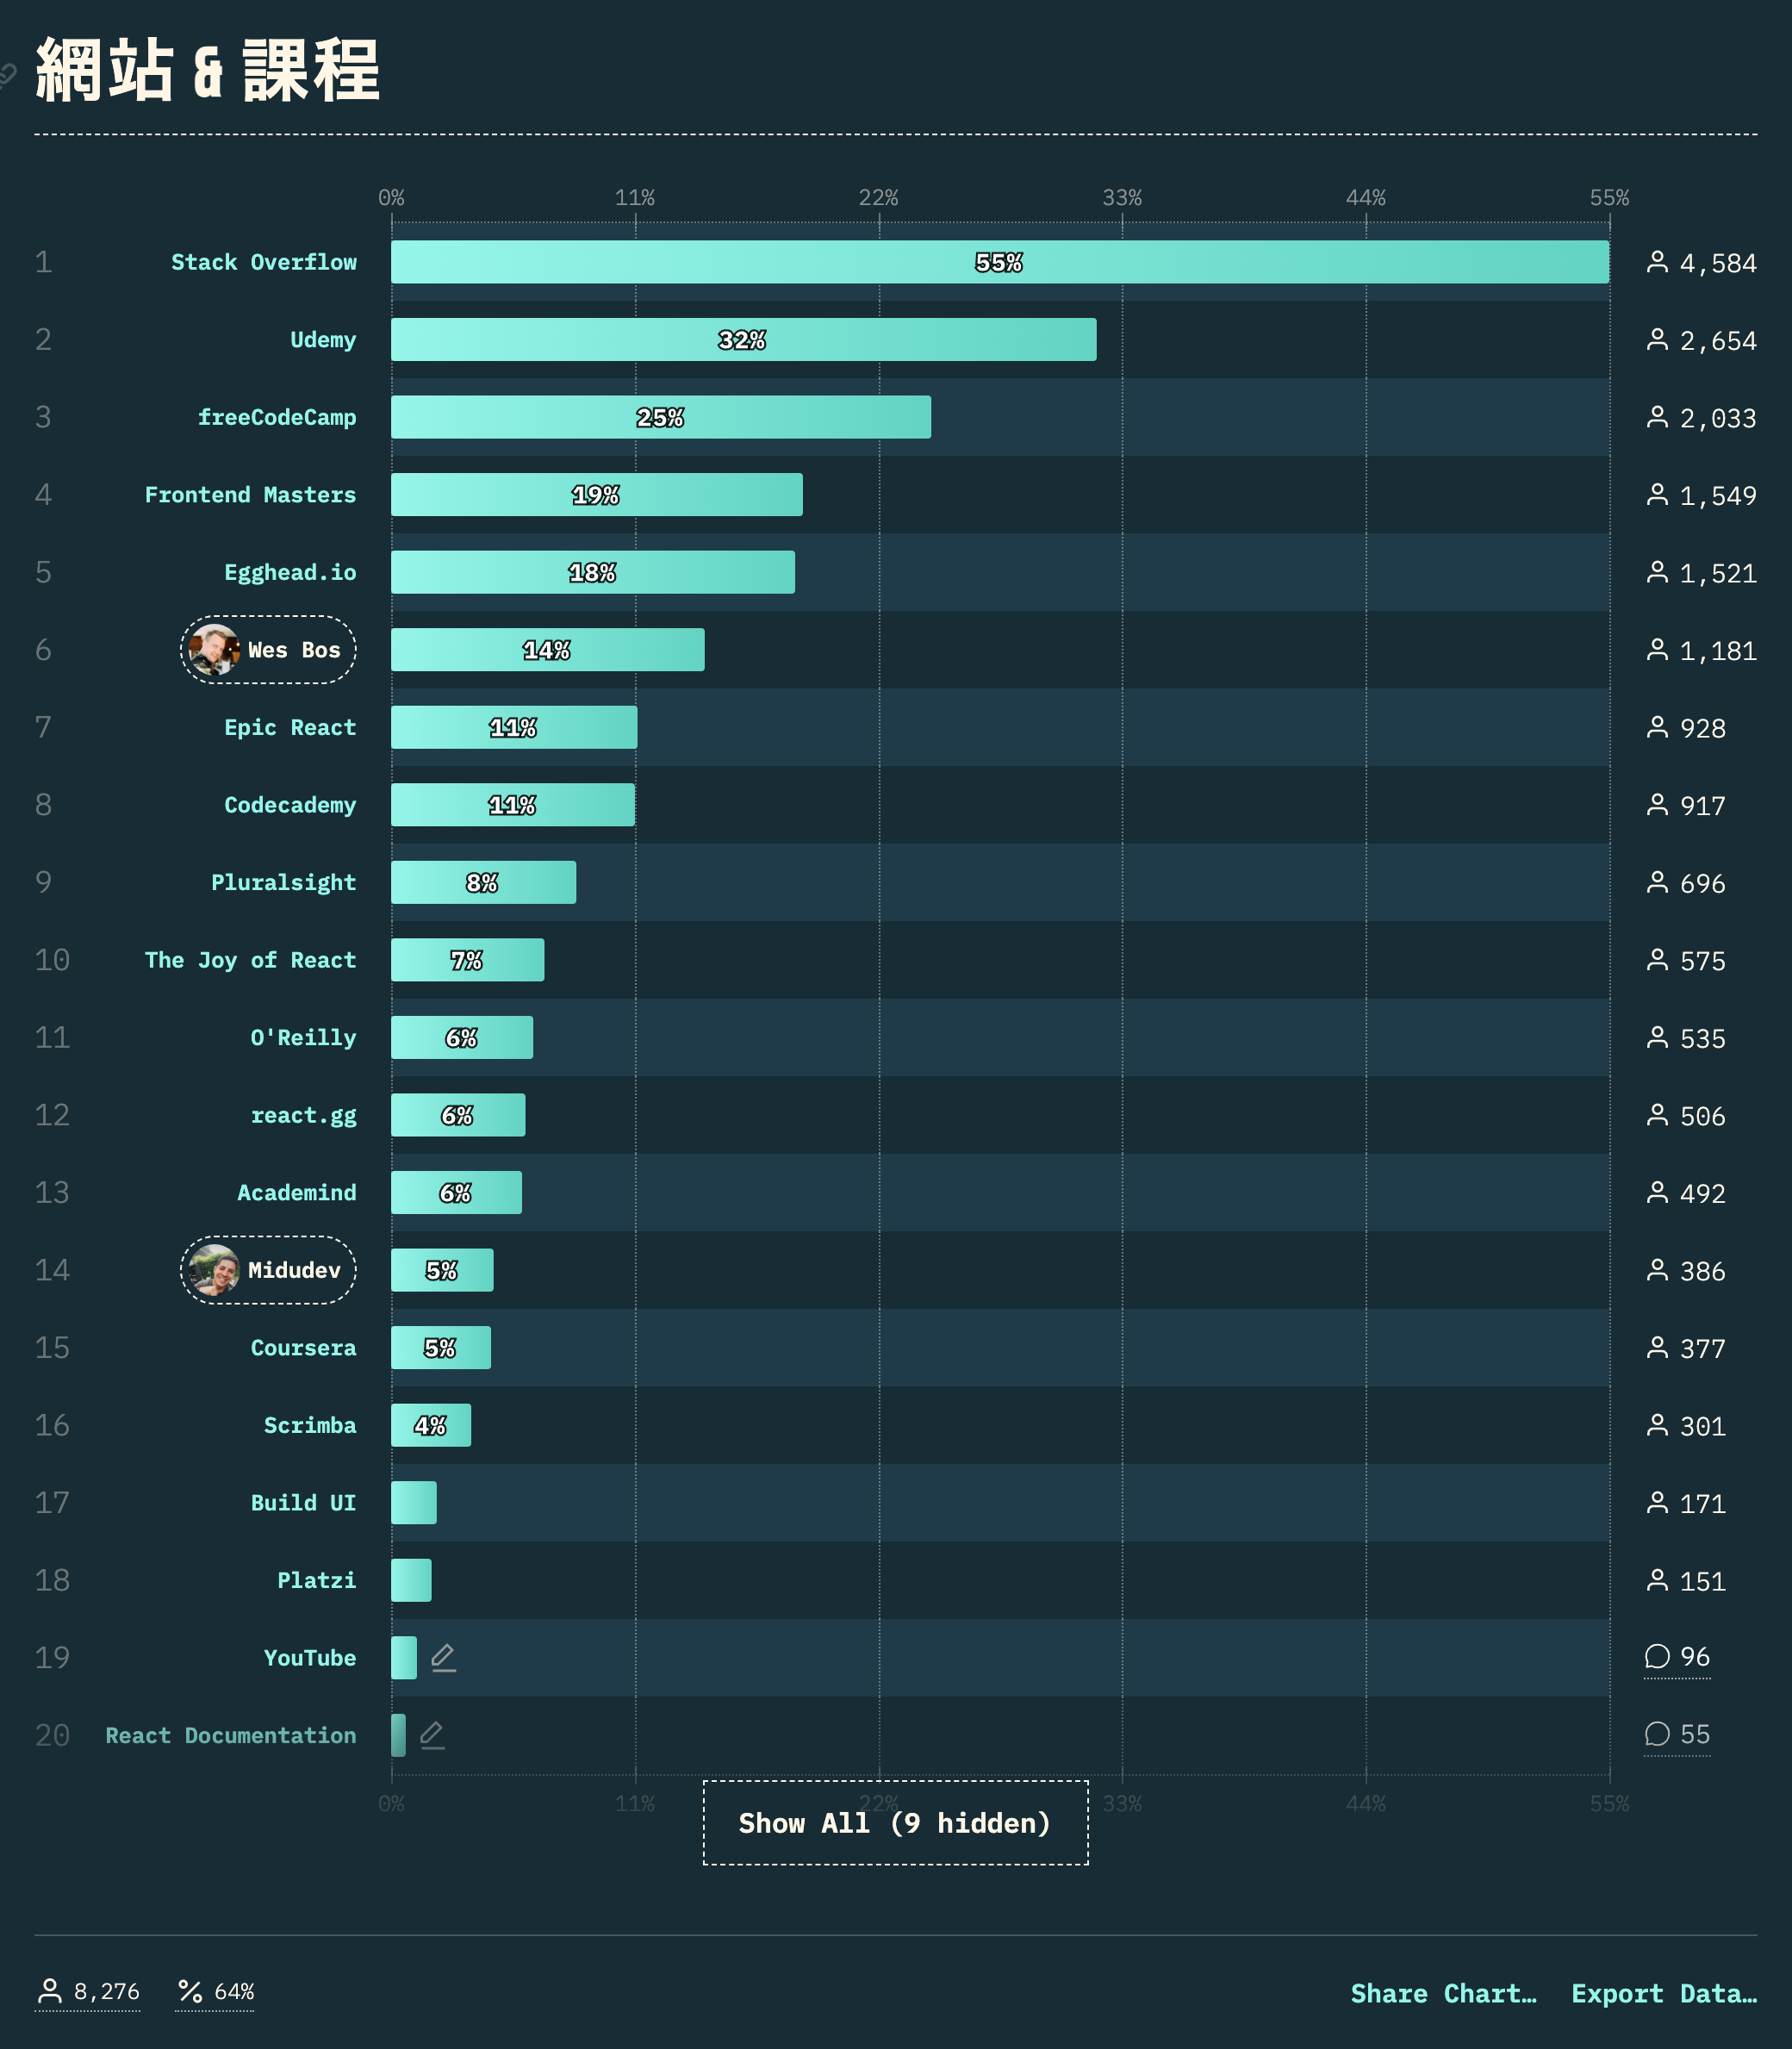 網站 & 課程
0% 11% 22% 33% 44% 55%
1 Stack Overflow 55% 4,584
2 Udemy 32% 2,654
3 freeCodeCamp 25% 2,033
4 Frontend Masters 19% 1,549
5 Egghead.io 18% 1,521
6 Wes Bos 14% 1,181
7 Epic React 11% 928
8 Codecademy 11% 917
9 Pluralsight 8% 696
10 The Joy of React 7% 575
11 O'Reilly 6% 535
12 react.gg 6% 506
13 Academind 6% 492
14 Midudev 5% 386
15 Coursera 5% 377
16 Scrimba 4% 301
17 Build UI 171
18 Platzi 151
19 YouTube 96
20 React Documentation 55
0% 11% 22% 33% 44% 55%
Show All (9 hidden)
8,276 % 64% Share Chart… Export Data…